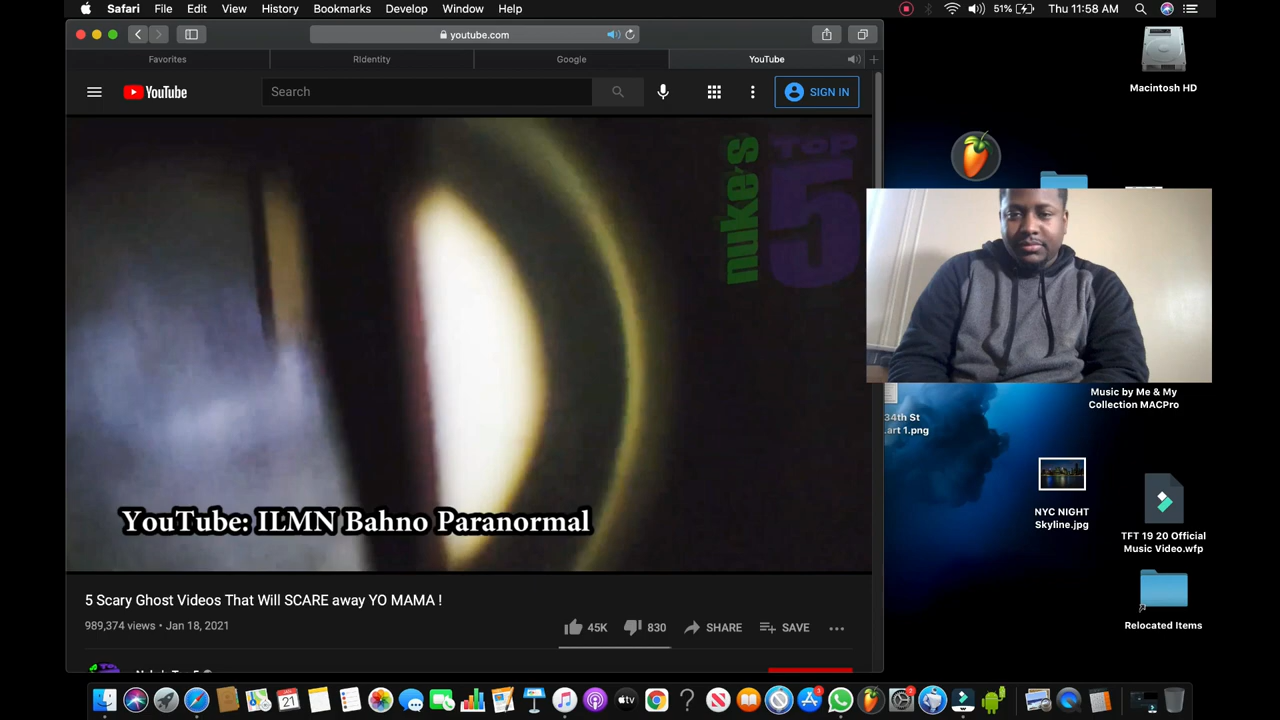 Safari File Edit View History Bookmarks Develop Window Help 51% Thu 11:58 AM
youtube.com
Favorites RIdentity Google YouTube
Macintosh HD
YouTube Search SIGN IN
nuke's TOP 5
YouTube: ILMN Bahno Paranormal
Music by Me & My
Collection MACPro
34th St
.art 1.png
NYC NIGHT
Skyline.jpg
TFT 19 20 Official
Music Video.wfp
Relocated Items
5 Scary Ghost Videos That Will SCARE away YO MAMA !
989,374 views • Jan 18, 2021
45K 830 SHARE SAVE
JAN
21
tv